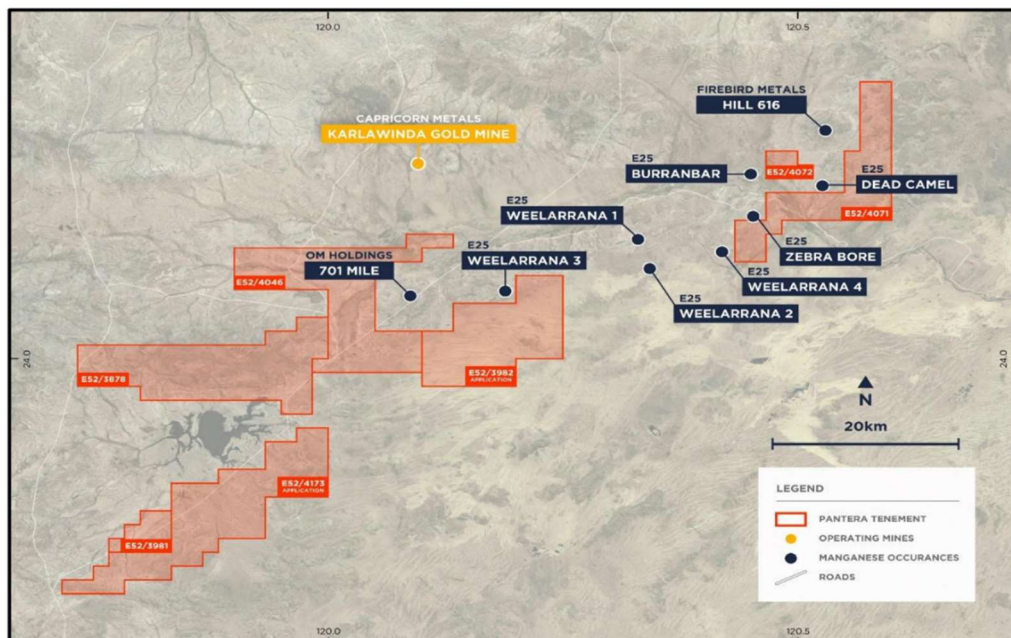 120.0
120.5
FIREBIRD METALS
HILL 616
CAPRICORN METALS
KARLAWINDA GOLD MINE
E25
BURRANBAR
E52/4072
E25
DEAD CAMEL
E52/4071
E25
WEELARRANA 1
E25
ZEBRA BORE
OM HOLDINGS
701 MILE
E25
WEELARRANA 3
E25
WEELARRANA 4
E25
WEELARRANA 2
E52/4046
24.0
24.0
E52/3878
E52/3982
APPLICATION
N
20km
E52/4173
APPLICATION
E52/3981
LEGEND
PANTERA TENEMENT
OPERATING MINES
MANGANESE OCCURANCES
ROADS
120.0
120.5